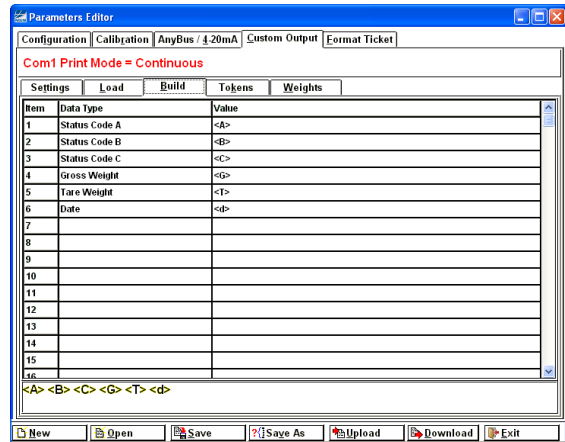 Parameters Editor
Configuration Calibration AnyBus / 4-20mA Custom Output Format Ticket
Com1 Print Mode = Continuous
Settings Load Build Tokens Weights
Item Data Type Value
1 Status Code A <A>
2 Status Code B <B>
3 Status Code C <C>
4 Gross Weight <G>
5 Tare Weight <T>
6 Date <d>
7
8
9
10
11
12
13
14
15
16
<A> <B> <C> <G> <T> <d>
New Open Save Save As Upload Download Exit